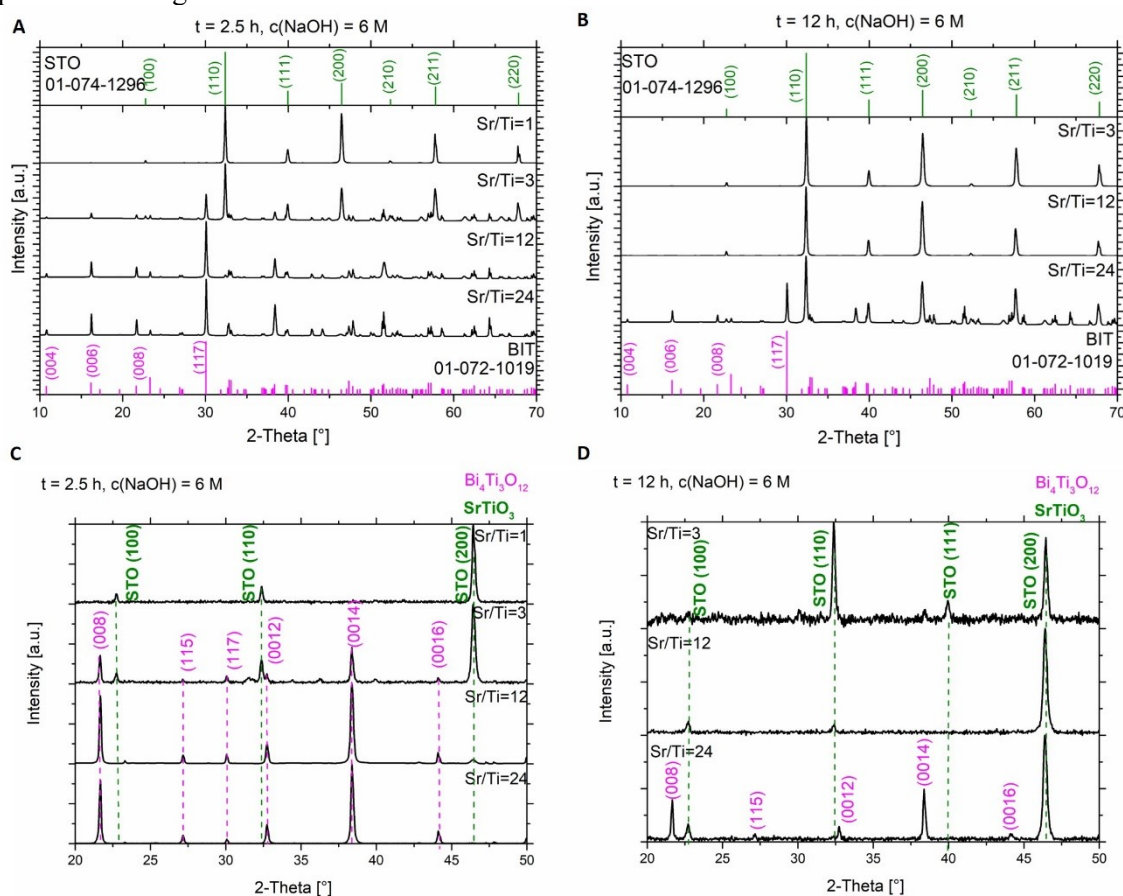 A
t = 2.5 h, c(NaOH) = 6 M
STO
01-074-1296
(100)
(110)
(111)
(200)
(210)
(211)
(220)
Sr/Ti=1
Sr/Ti=3
Sr/Ti=12
Sr/Ti=24
BIT
01-072-1019
(004)
(006)
(008)
(117)
Intensity [a.u.]
10 20 30 40 50 60 70
2-Theta [°]
B
t = 12 h, c(NaOH) = 6 M
STO
01-074-1296
(100)
(110)
(111)
(200)
(210)
(211)
(220)
Sr/Ti=3
Sr/Ti=12
Sr/Ti=24
BIT
01-072-1019
(004)
(006)
(008)
(117)
Intensity [a.u.]
10 20 30 40 50 60 70
2-Theta [°]
C
t = 2.5 h, c(NaOH) = 6 M
Bi₄Ti₃O₁₂
SrTiO₃
Sr/Ti=1
STO (100)
STO (110)
STO (200)
Sr/Ti=3
(008)
(115)
(117)
(0012)
(0014)
(0016)
Sr/Ti=12
Sr/Ti=24
Intensity [a.u.]
20 25 30 35 40 45 50
2-Theta [°]
D
t = 12 h, c(NaOH) = 6 M
Bi₄Ti₃O₁₂
SrTiO₃
Sr/Ti=3
STO (100)
STO (110)
STO (111)
STO (200)
Sr/Ti=12
Sr/Ti=24
(008)
(115)
(0012)
(0014)
(0016)
Intensity [a.u.]
20 25 30 35 40 45 50
2-Theta [°]